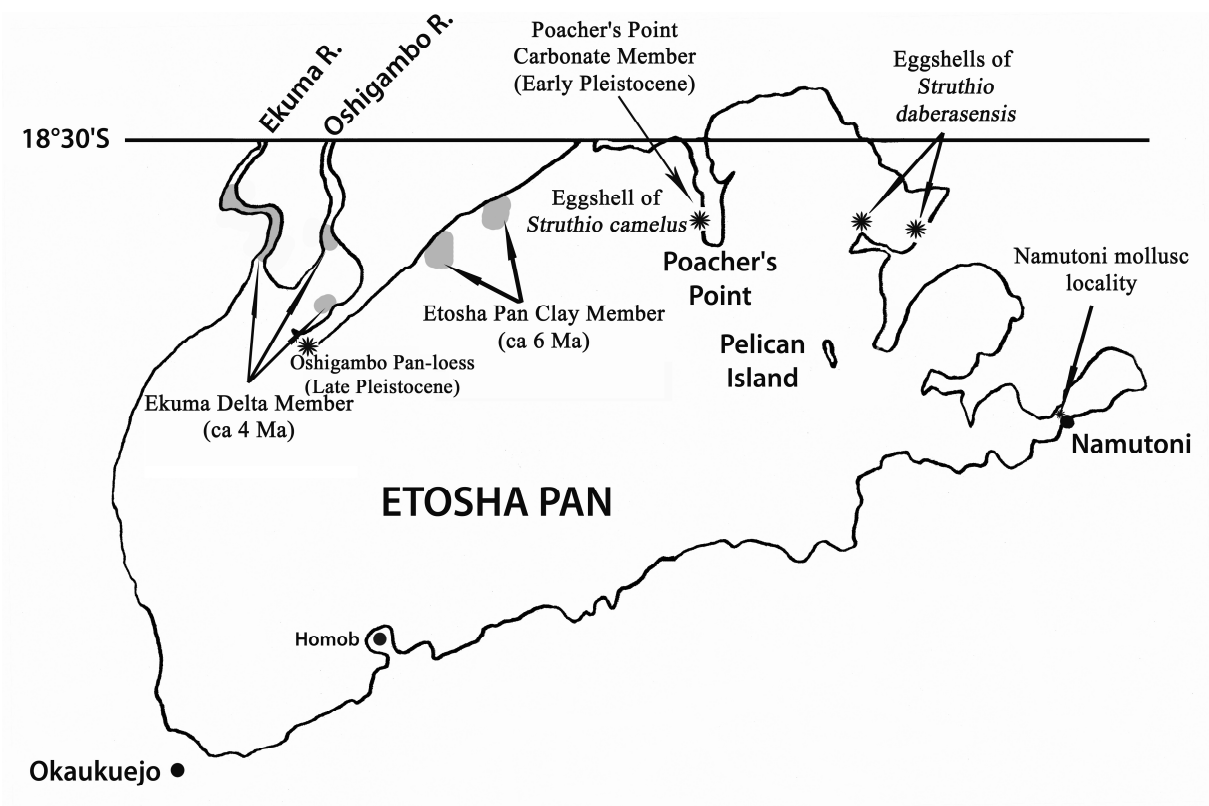 Ekuma R.
Oshigambo R.
Poacher's Point
Carbonate Member
(Early Pleistocene)
Eggshells of
Struthio
daberasensis
18°30'S
Eggshell of
Struthio camelus
Poacher's
Point
Namutoni mollusc
locality
Etosha Pan Clay Member
(ca 6 Ma)
Pelican
Island
Oshigambo Pan-loess
(Late Pleistocene)
Ekuma Delta Member
(ca 4 Ma)
Namutoni
ETOSHA PAN
Homob
Okaukuejo